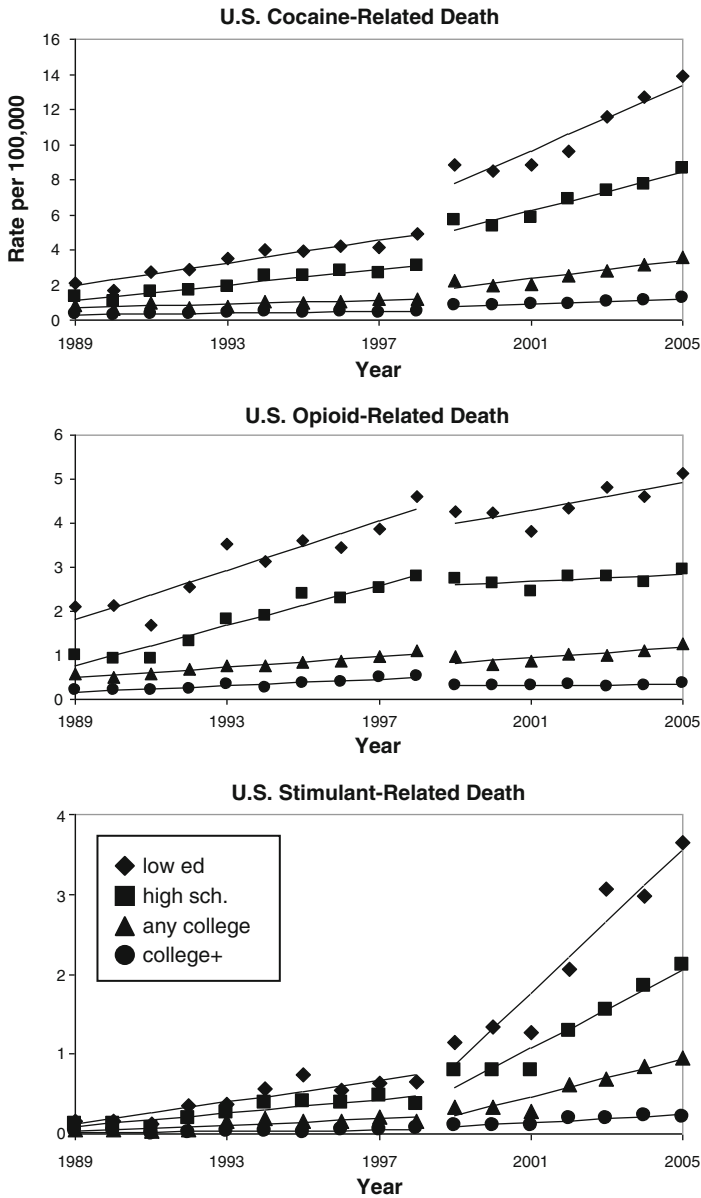 U.S. Cocaine-Related Death
Rate per 100,000
16
14
12
10
8
6
4
2
0
1989 1993 1997 2001 2005
Year
U.S. Opioid-Related Death
6
5
4
3
2
1
0
1989 1993 1997 2001 2005
Year
U.S. Stimulant-Related Death
4
3
2
1
0
low ed
high sch.
any college
college+
1989 1993 1997 2001 2005
Year